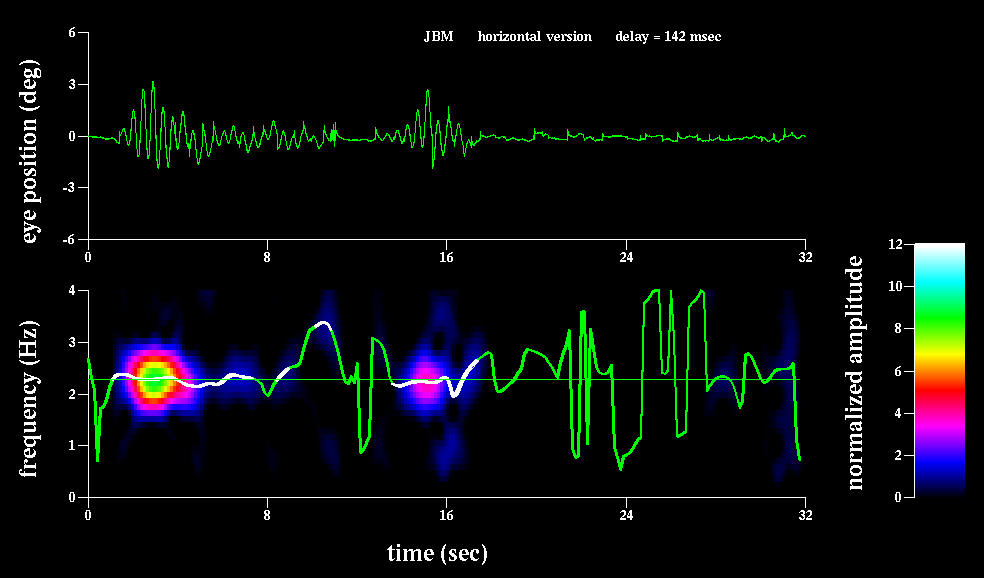 JBM horizontal version delay = 142 msec
6
3
0
-3
-6
eye position (deg)
0 8 16 24 32
4
3
2
1
0
frequency (Hz)
0 8 16 24 32
time (sec)
12
10
8
6
4
2
0
normalized amplitude